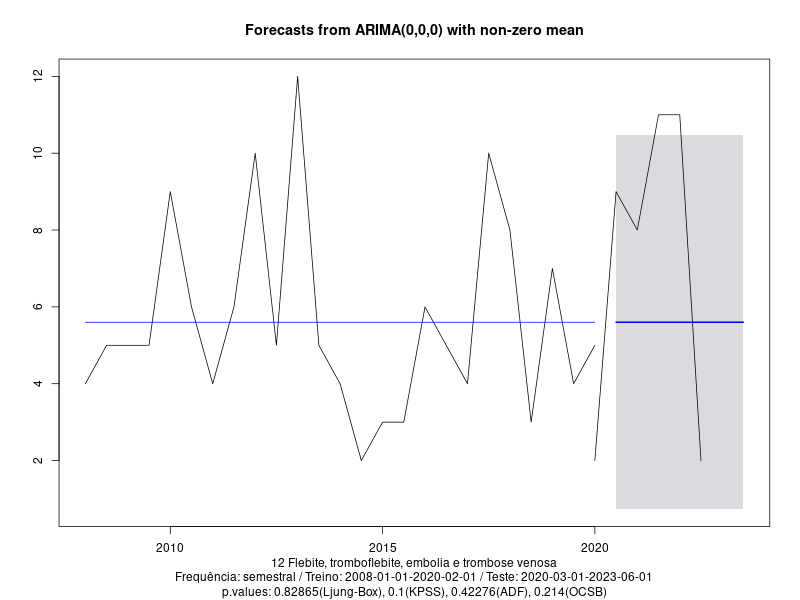 Forecasts from ARIMA(0,0,0) with non-zero mean
12
10
8
6
4
2
2010
2015
2020
12 Flebite, tromboflebite, embolia e trombose venosa
Frequência: semestral / Treino: 2008-01-01-2020-02-01 / Teste: 2020-03-01-2023-06-01
p.values: 0.82865(Ljung-Box), 0.1(KPSS), 0.42276(ADF), 0.214(OCSB)